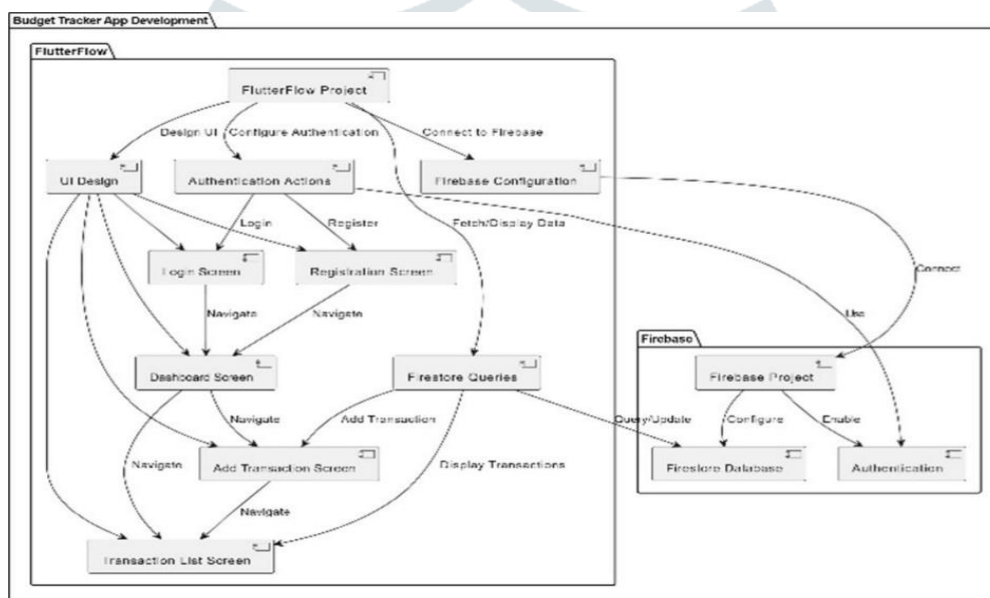 Budget Tracker App Development
FlutterFlow
FlutterFlow Project
Design UI
Configure Authentication
Connect to Firebase
UI Design
Authentication Actions
Firebase Configuration
Login
Register
Fetch/Display Data
Login Screen
Registration Screen
Connect
Navigate
Navigate
Use
Firebase
Dashboard Screen
Firestore Queries
Firebase Project
Navigate
Add Transaction
Query/Update
Configure
Enable
Navigate
Add Transaction Screen
Display Transactions
Firestore Database
Authentication
Navigate
Transaction List Screen